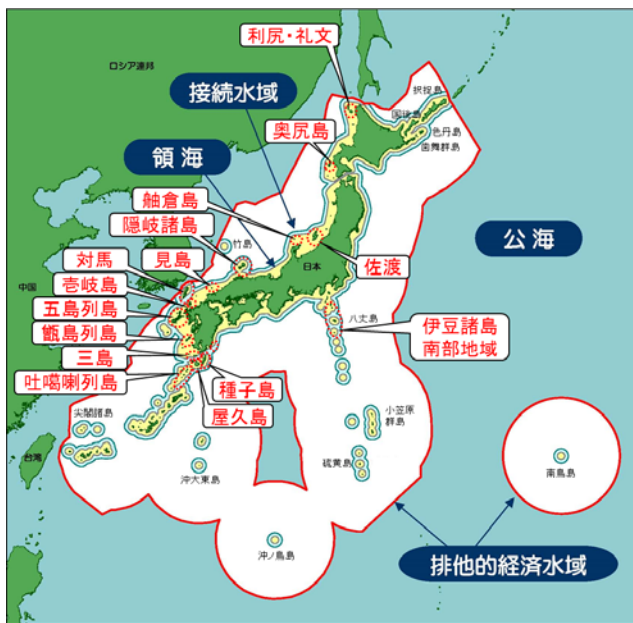 利尻・礼文
ロシア連邦
接続水域
択捉島
国後島
色丹島
歯舞群島
奥尻島
領海
舳倉島
隠岐諸島
竹島
公海
対馬
見島
日本
佐渡
中国
壱岐島
五島列島
八丈島
伊豆諸島
南部地域
甑島列島
三島
吐噶喇列島
種子島
屋久島
尖閣諸島
小笠原
群島
台湾
硫黄島
沖大東島
南鳥島
沖ノ鳥島
排他的経済水域